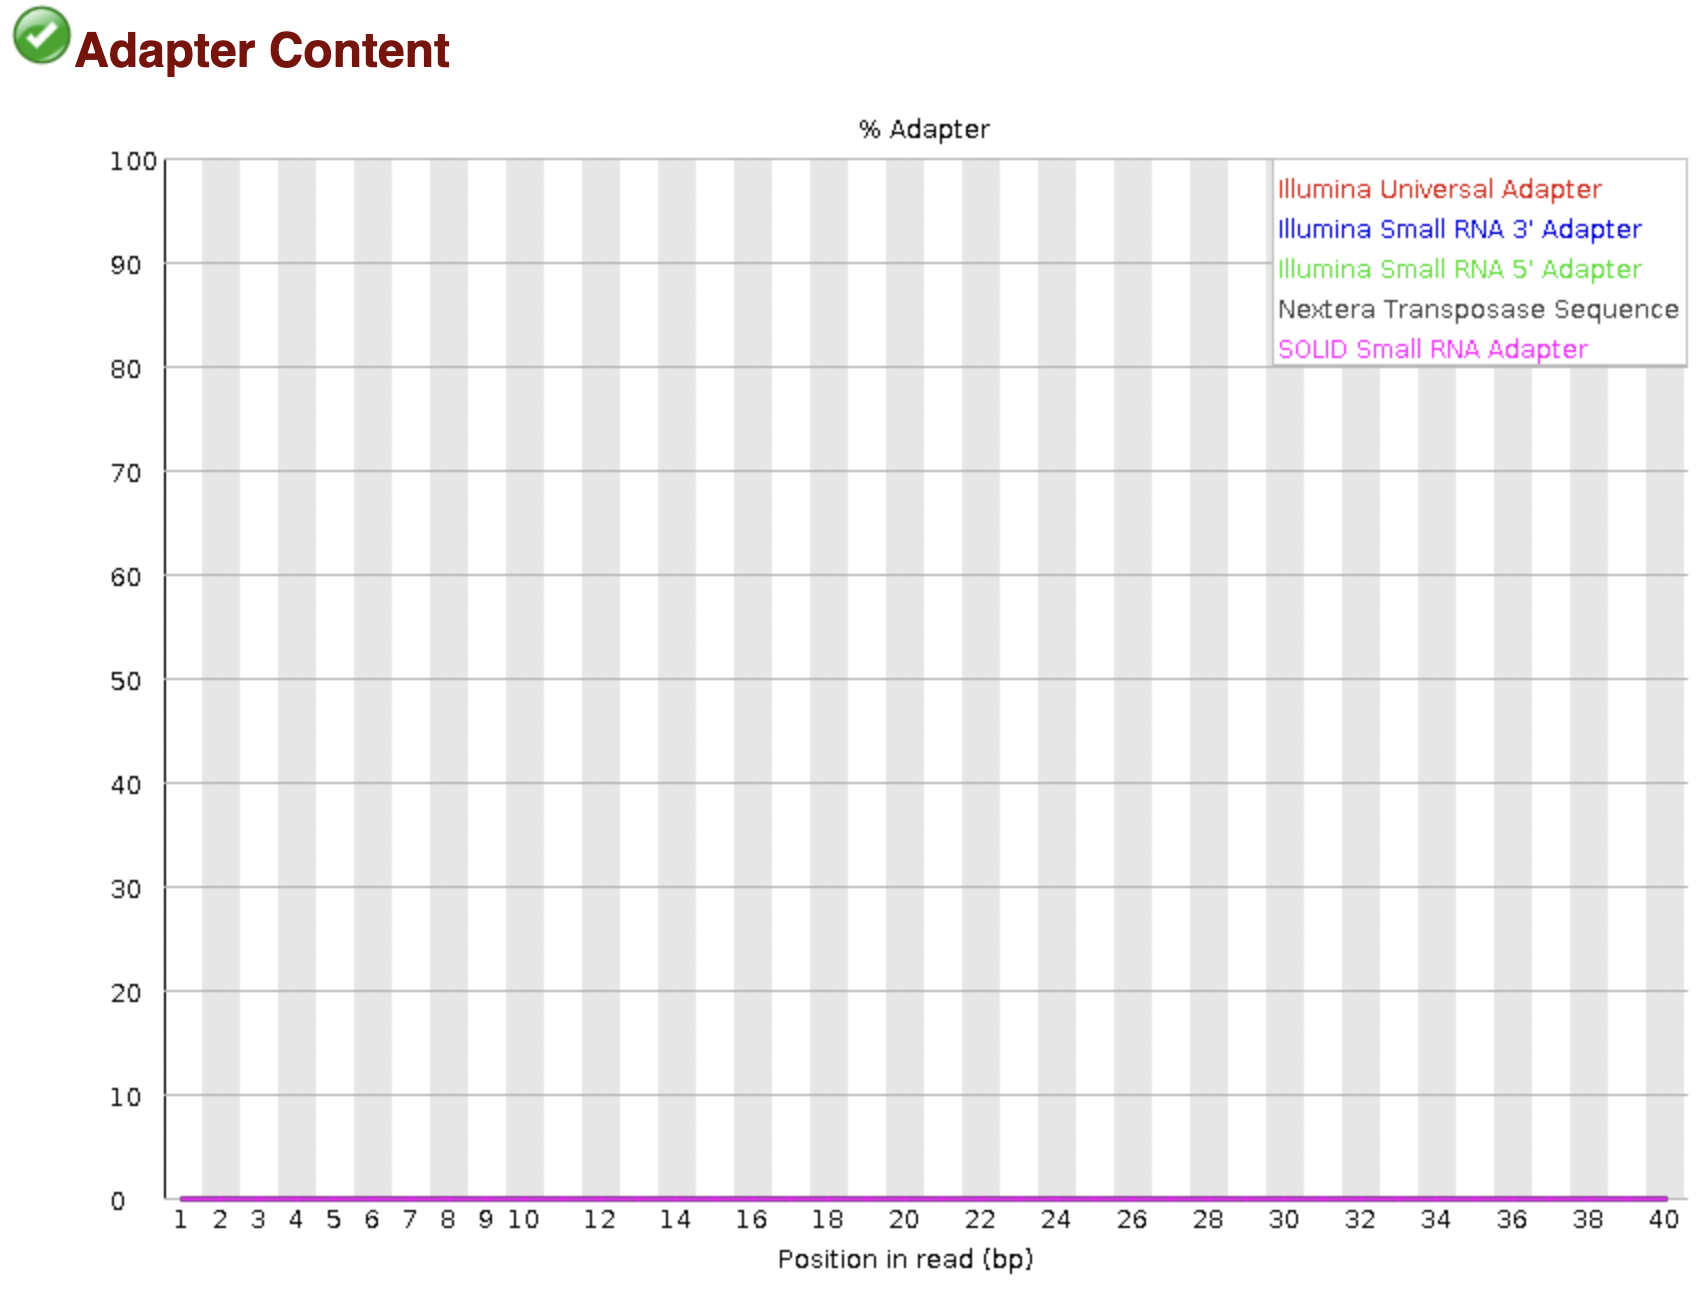 Adapter Content
% Adapter
100
Illumina Universal Adapter
Illumina Small RNA 3' Adapter
90
Illumina Small RNA 5' Adapter
Nextera Transposase Sequence
SOLID Small RNA Adapter
80
70
60
50
40
30
20
10
0
1 2 3 4 5 6 7 8 9 10 12 14 16 18 20 22 24 26 28 30 32 34 36 38 40
Position in read (bp)